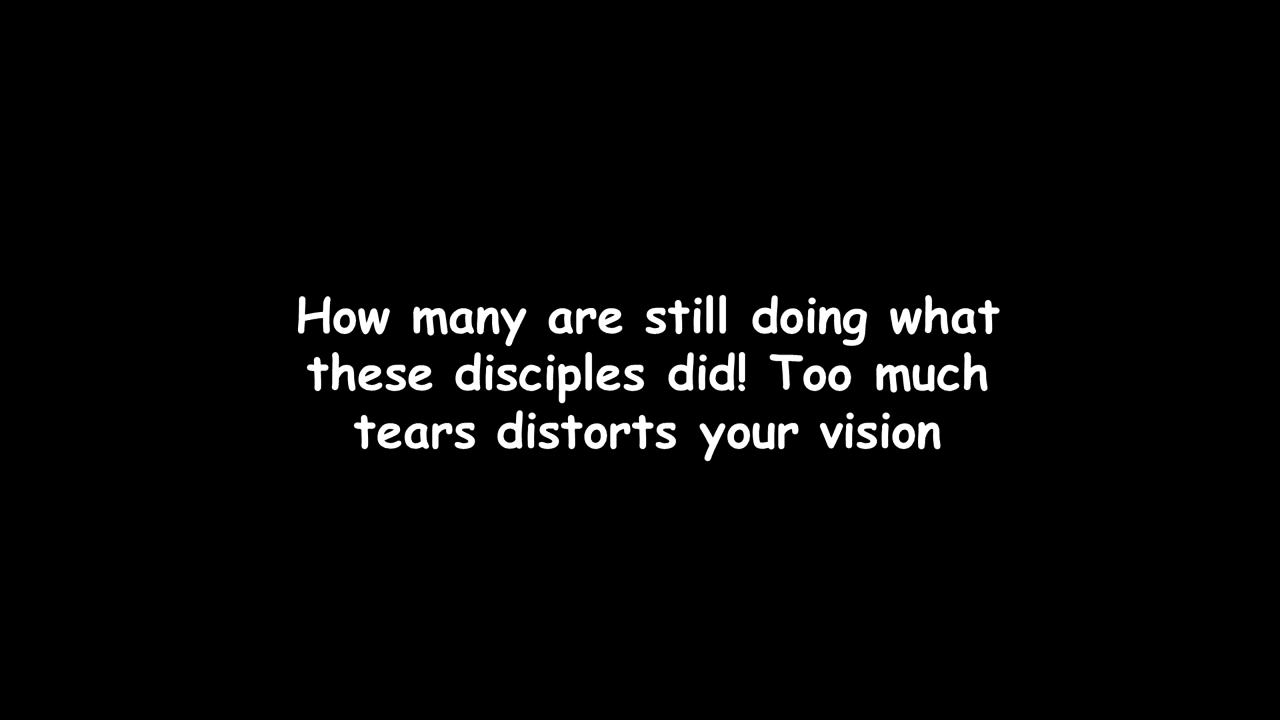 How many are still doing what
these disciples did! Too much
tears distorts your vision